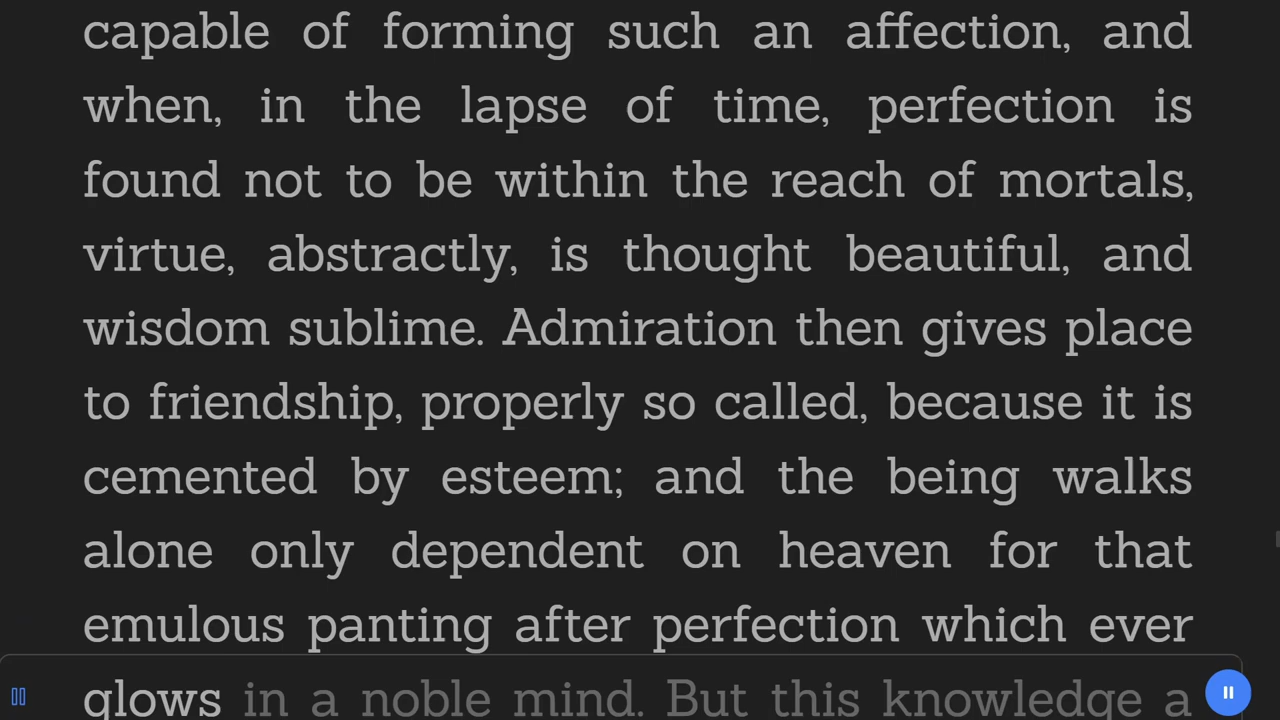 capable of forming such an affection, and
when, in the lapse of time, perfection is
found not to be within the reach of mortals,
virtue, abstractly, is thought beautiful, and
wisdom sublime. Admiration then gives place
to friendship, properly so called, because it is
cemented by esteem; and the being walks
alone only dependent on heaven for that
emulous panting after perfection which ever
glows in a noble mind. But this knowledge a